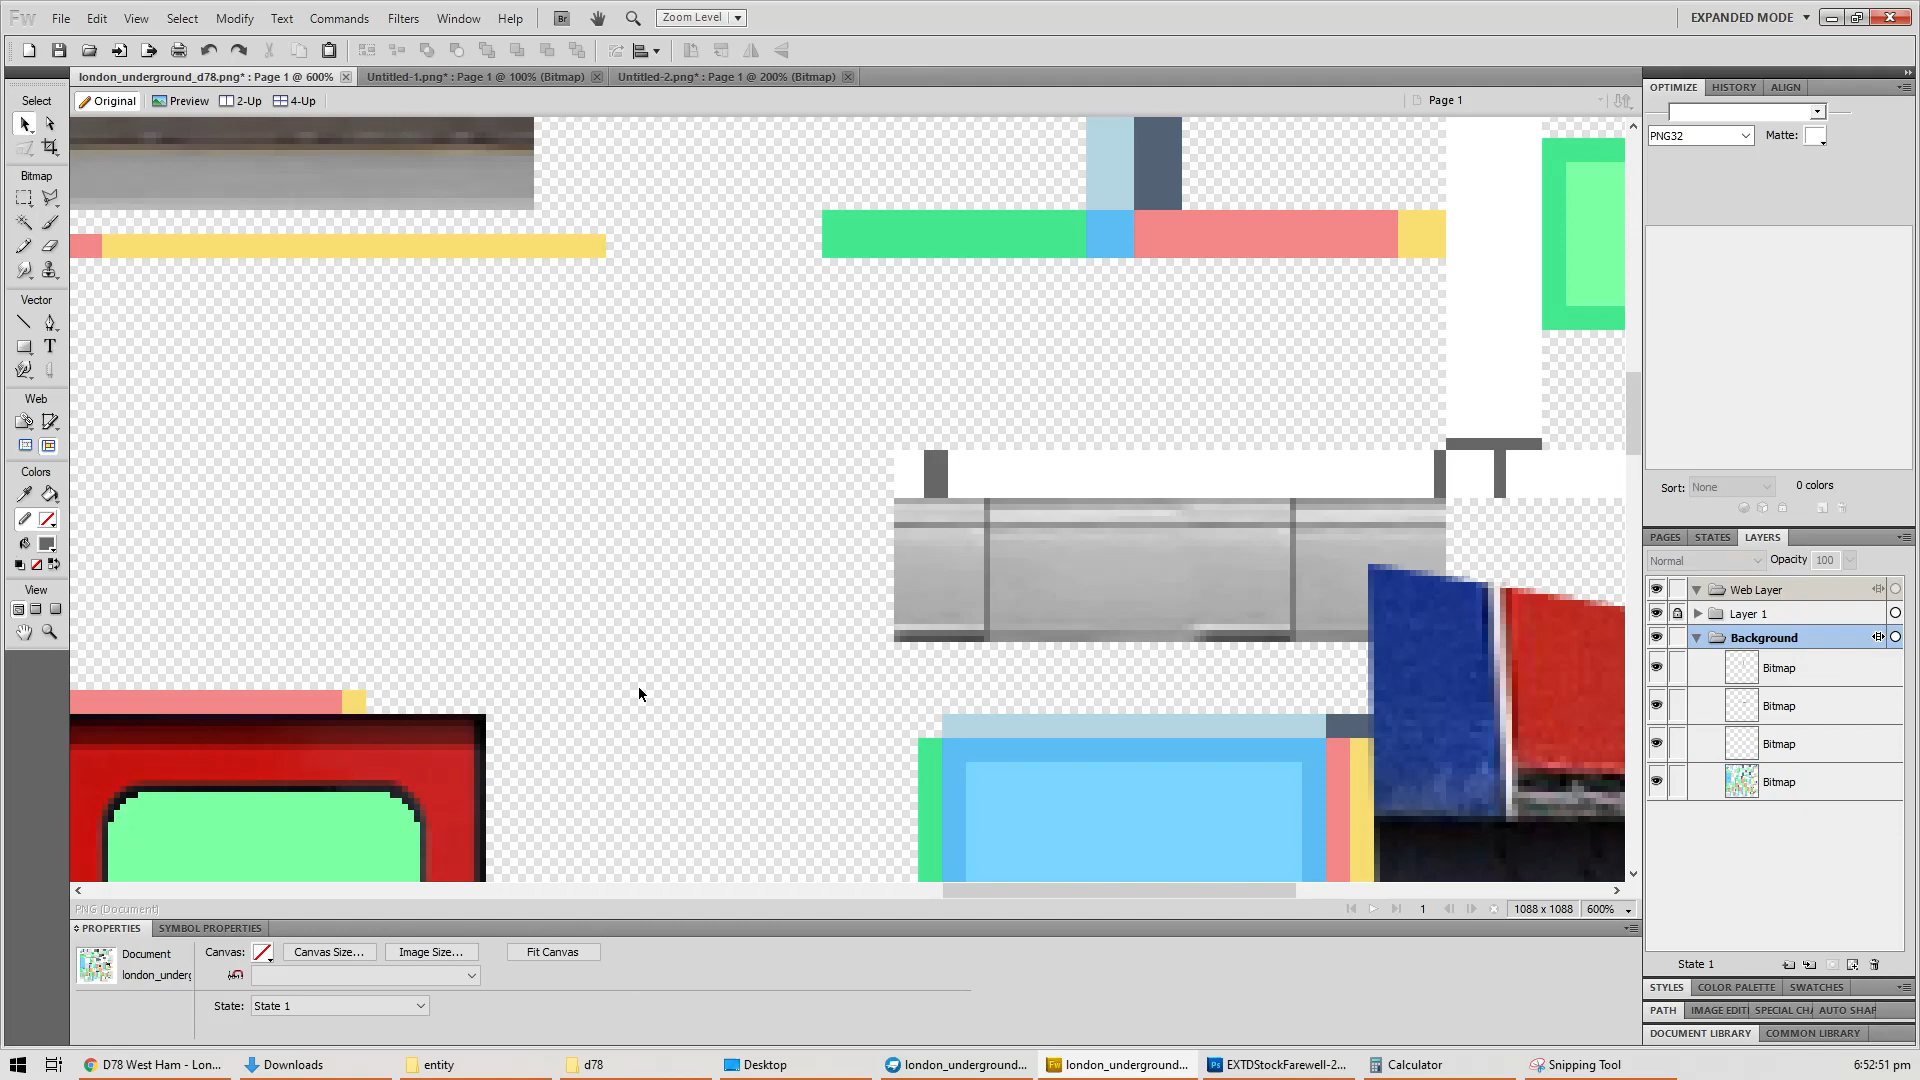 Fw File Edit View Select Modify Text Commands Filters Window Help Br Zoom Level EXPANDED MODE
london_underground_d78.png* : Page 1 @ 600% Untitled-1.png* : Page 1 @ 100% (Bitmap) Untitled-2.png* : Page 1 @ 200% (Bitmap)
Original Preview 2-Up 4-Up Page 1
Select
Bitmap
Vector
T
Web
Colors
View
OPTIMIZE HISTORY ALIGN
PNG32 Matte:
Sort: None 0 colors
PAGES STATES LAYERS
Normal Opacity 100
Web Layer
Layer 1
Background
Bitmap
Bitmap
Bitmap
Bitmap
State 1
PNG (Document) 1 1088 x 1088 600%
PROPERTIES SYMBOL PROPERTIES
Document Canvas: Canvas Size... Image Size... Fit Canvas
london_underg
State: State 1
STYLES COLOR PALETTE SWATCHES
PATH IMAGE EDITI SPECIAL CHA AUTO SHAP
DOCUMENT LIBRARY COMMON LIBRARY
D78 West Ham - Lon... Downloads entity d78 Desktop london_underground... Fw london_underground... Ps EXTDStockFarewell-2... Calculator Snipping Tool 6:52:51 pm